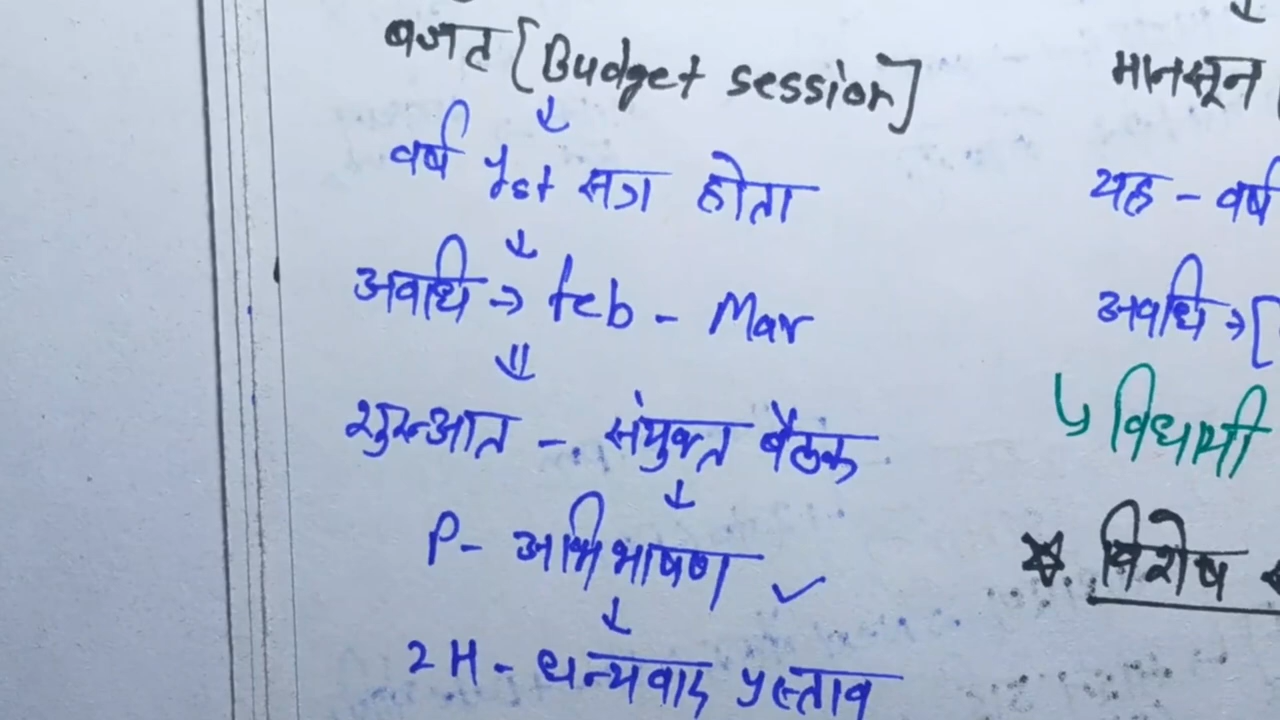 बजट [Budget session]
वर्ष 1st सत्र होता
अवधि → feb - Mar
शुरुआत - संयुक्त बैठक
P - अभिभाषण ✓
2 H - धन्यवाद प्रस्ताव
मानसून [
यह - वर्ष
अवधि → [
↳ विधायी
☆. विशेष